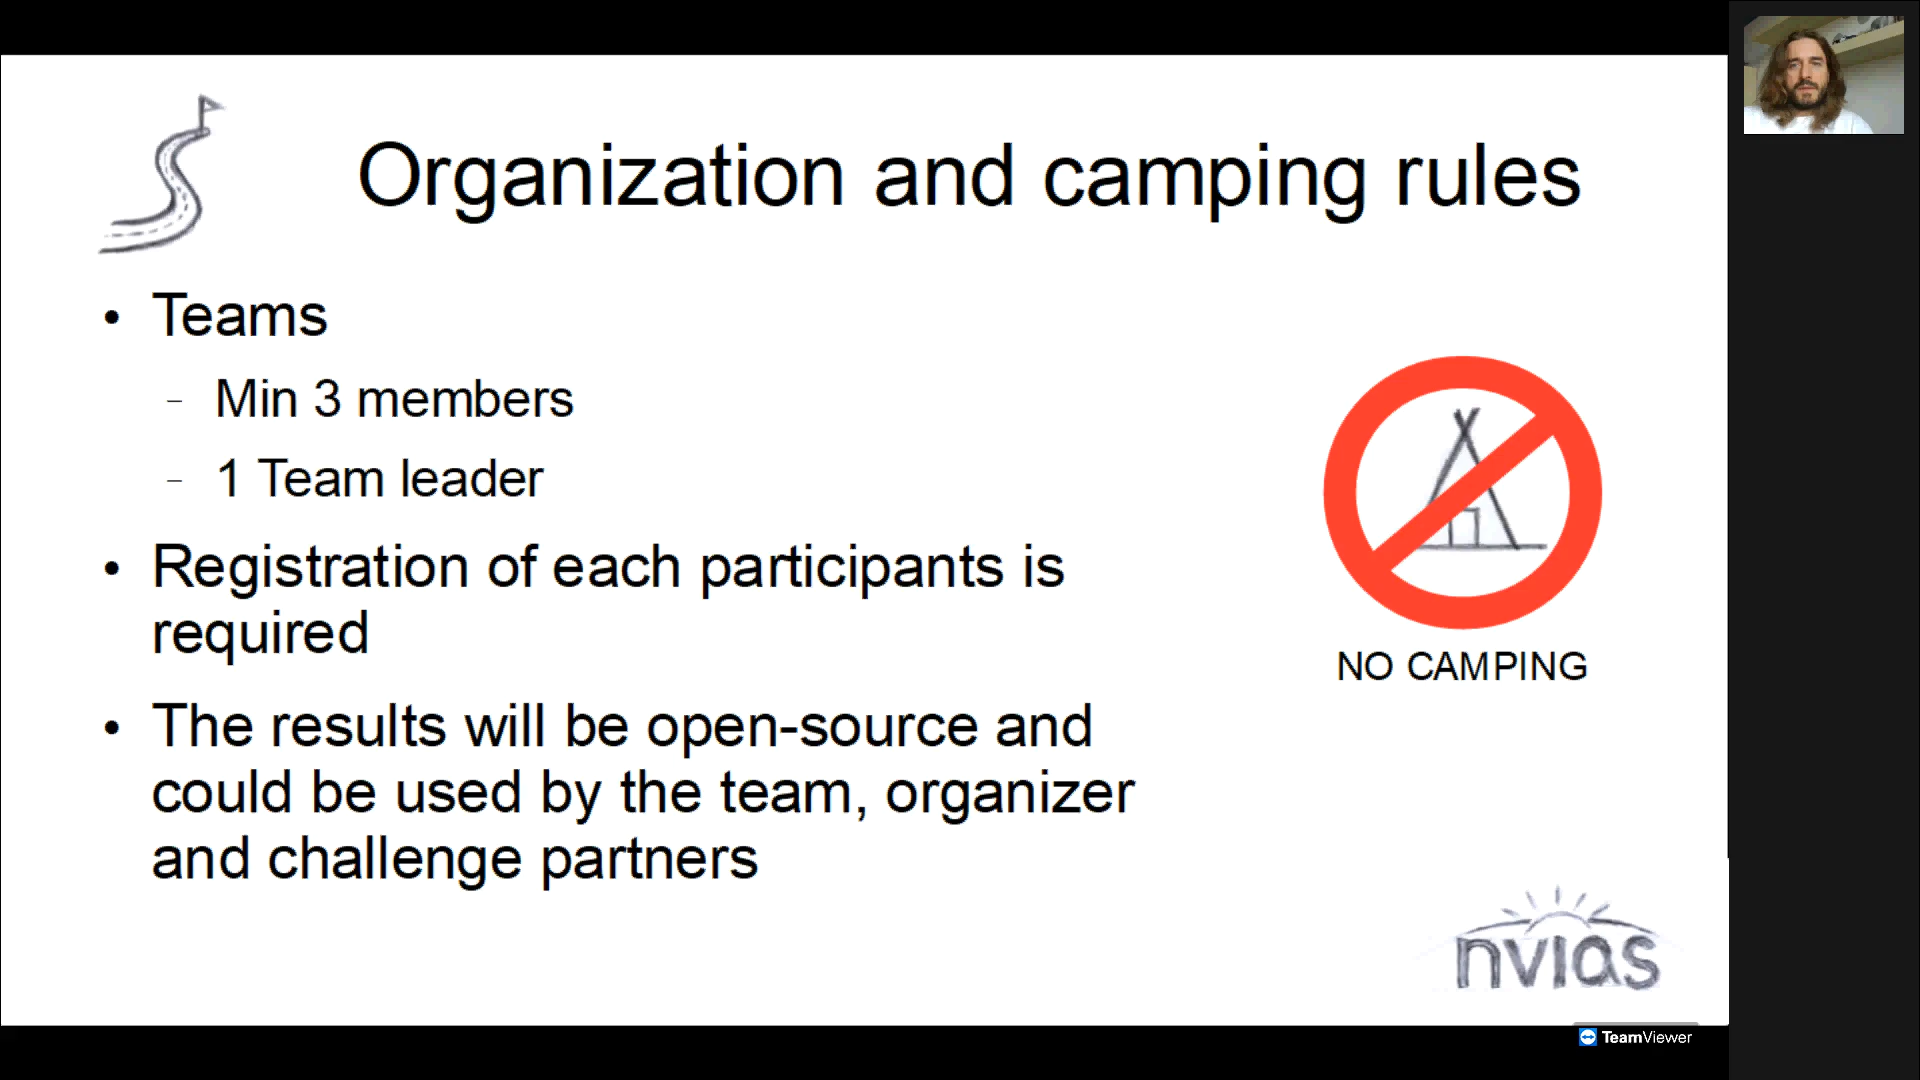 Organization and camping rules
• Teams
– Min 3 members
– 1 Team leader
• Registration of each participants is
required
• The results will be open-source and
could be used by the team, organizer
and challenge partners
NO CAMPING
nvias
TeamViewer